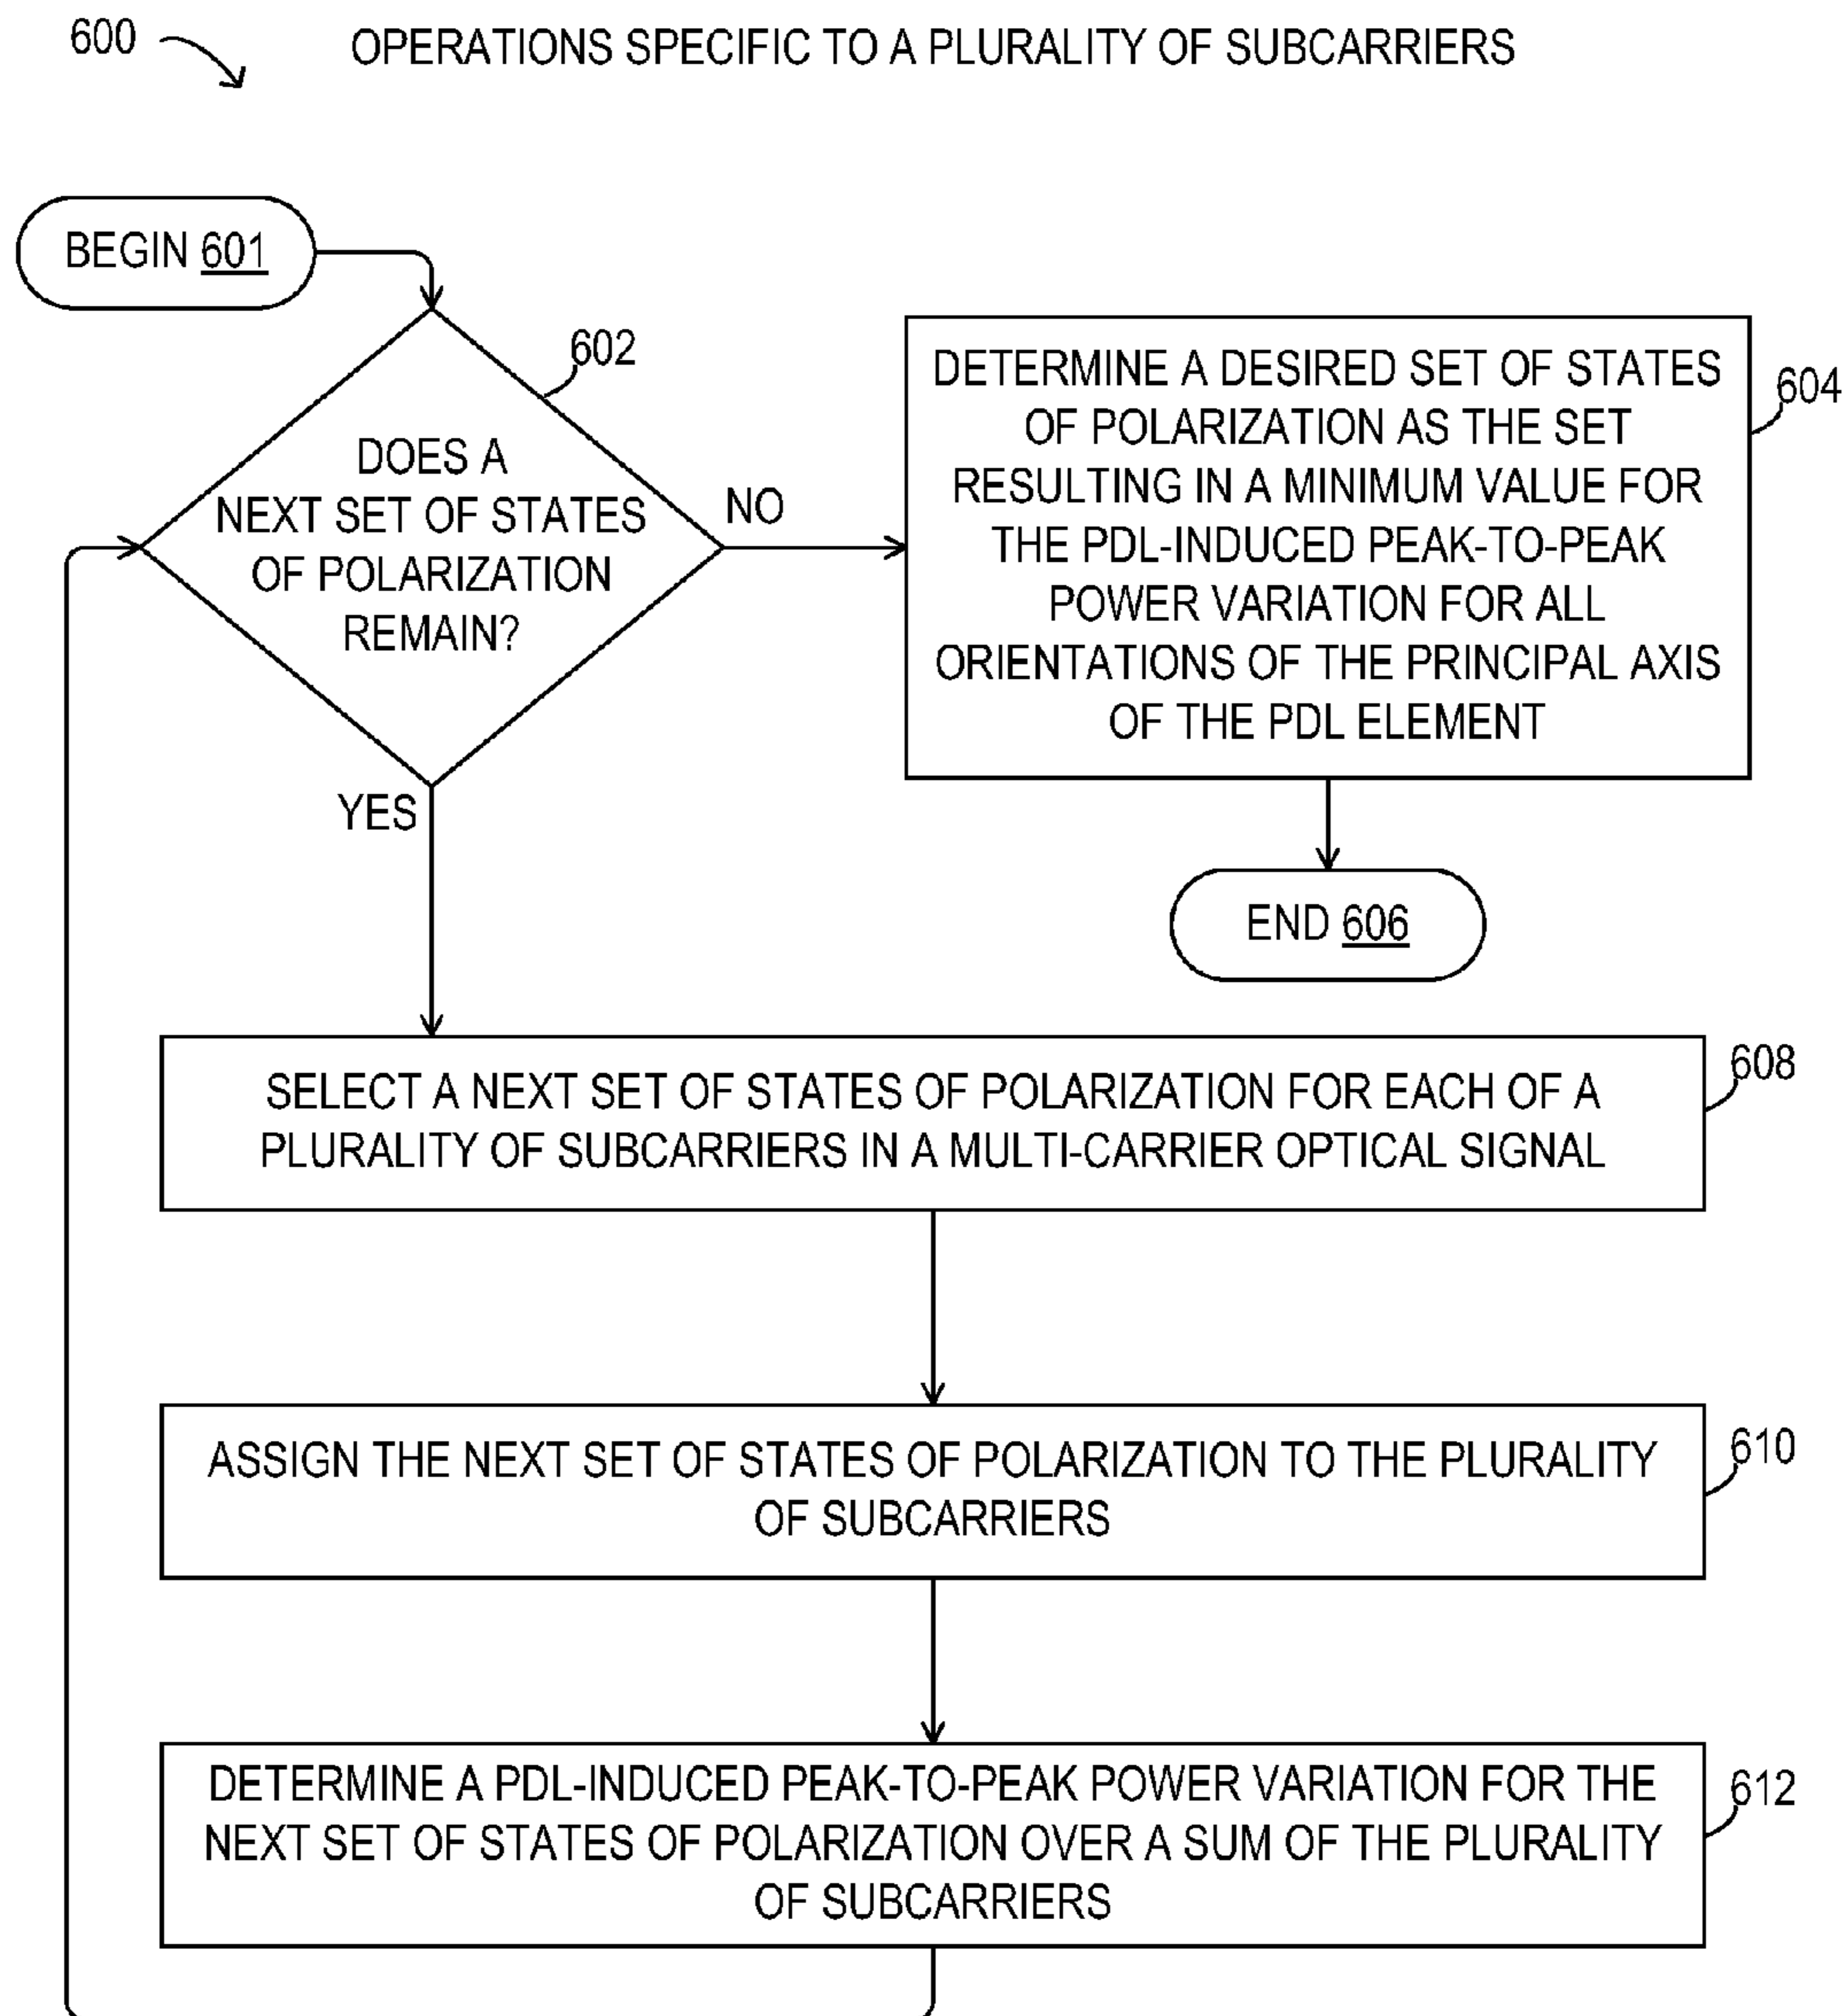 600
OPERATIONS SPECIFIC TO A PLURALITY OF SUBCARRIERS
BEGIN 601
602
DOES A
NEXT SET OF STATES
OF POLARIZATION
REMAIN?
NO
YES
DETERMINE A DESIRED SET OF STATES
OF POLARIZATION AS THE SET
RESULTING IN A MINIMUM VALUE FOR
THE PDL-INDUCED PEAK-TO-PEAK
POWER VARIATION FOR ALL
ORIENTATIONS OF THE PRINCIPAL AXIS
OF THE PDL ELEMENT
604
END 606
SELECT A NEXT SET OF STATES OF POLARIZATION FOR EACH OF A
PLURALITY OF SUBCARRIERS IN A MULTI-CARRIER OPTICAL SIGNAL
608
ASSIGN THE NEXT SET OF STATES OF POLARIZATION TO THE PLURALITY
OF SUBCARRIERS
610
DETERMINE A PDL-INDUCED PEAK-TO-PEAK POWER VARIATION FOR THE
NEXT SET OF STATES OF POLARIZATION OVER A SUM OF THE PLURALITY
OF SUBCARRIERS
612